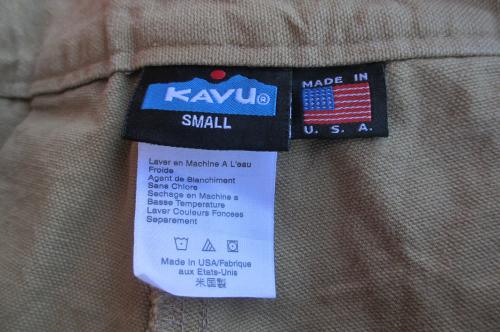 KAVU®
SMALL
MADE IN
U. S. A.
Laver en Machine A L'eau
Froide
Agent de Blanchiment
Sans Chlore
Sechage en Machine a
Basse Temperature
Laver Couleurs Foncees
Separement
Made in USA/Fabrique
aux Etats-Unis
米国製